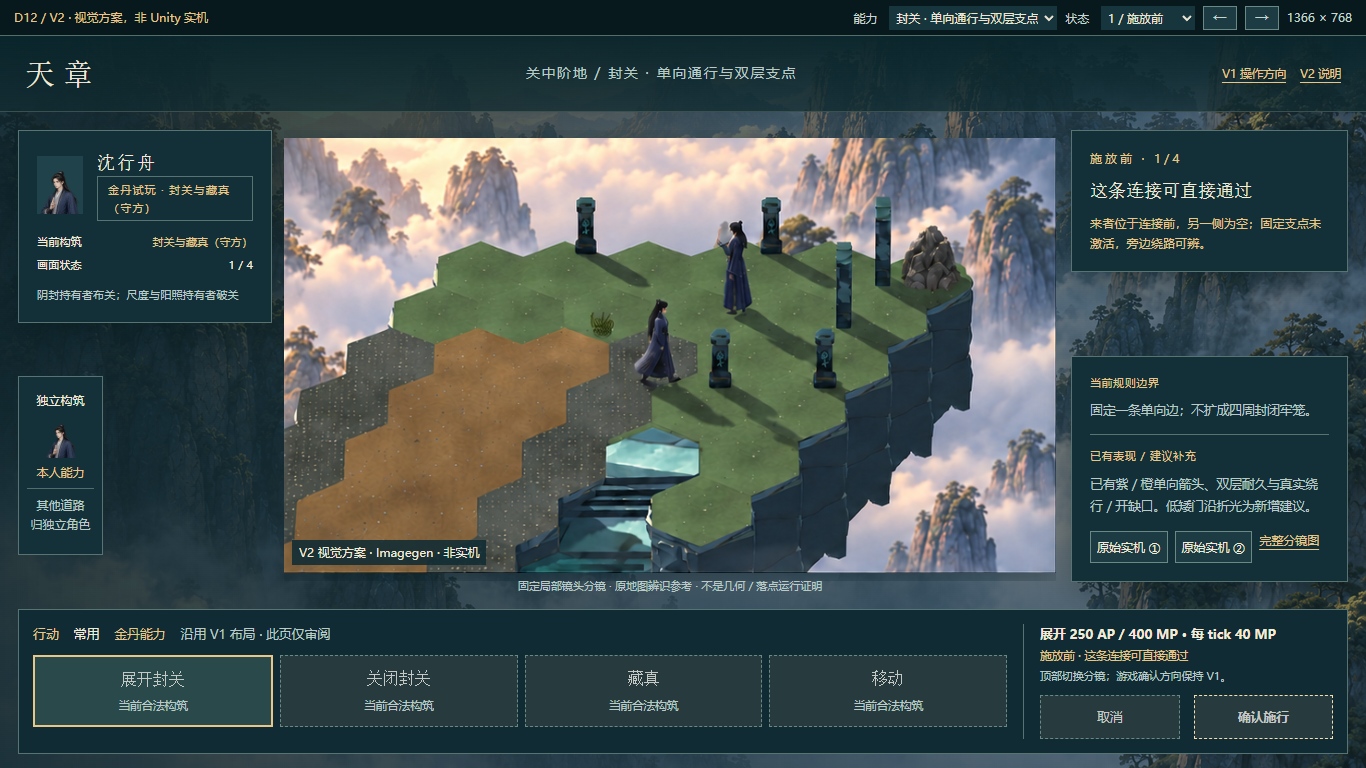 D12 / V2 · 视觉方案，非 Unity 实机
能力
封关 · 单向通行与双层支点
状态
1 / 施放前
←
→
1366 × 768
天章
关中阶地 / 封关 · 单向通行与双层支点
V1 操作方向
V2 说明
沈行舟
金丹试玩 · 封关与藏真
（守方）
当前构筑
封关与藏真（守方）
画面状态
1 / 4
阴封持有者布关；尺度与阳照持有者破关
独立构筑
本人能力
其他道路
归独立角色
V2 视觉方案 · Imagegen · 非实机
固定局部镜头分镜 · 原地图辨识参考 · 不是几何 / 落点运行证明
施放前 · 1 / 4
这条连接可直接通过
来者位于连接前，另一侧为空；固定支点未
激活，旁边绕路可辨。
当前规则边界
固定一条单向边；不扩成四周封闭牢笼。
已有表现 / 建议补充
已有紫 / 橙单向箭头、双层耐久与真实绕
行 / 开缺口。低矮门沿折光为新增建议。
原始实机 ①
原始实机 ②
完整分镜图
行动
常用
金丹能力
沿用 V1 布局 · 此页仅审阅
展开封关
当前合法构筑
关闭封关
当前合法构筑
藏真
当前合法构筑
移动
当前合法构筑
展开 250 AP / 400 MP • 每 tick 40 MP
施放前 · 这条连接可直接通过
顶部切换分镜；游戏确认方向保持 V1。
取消
确认施行